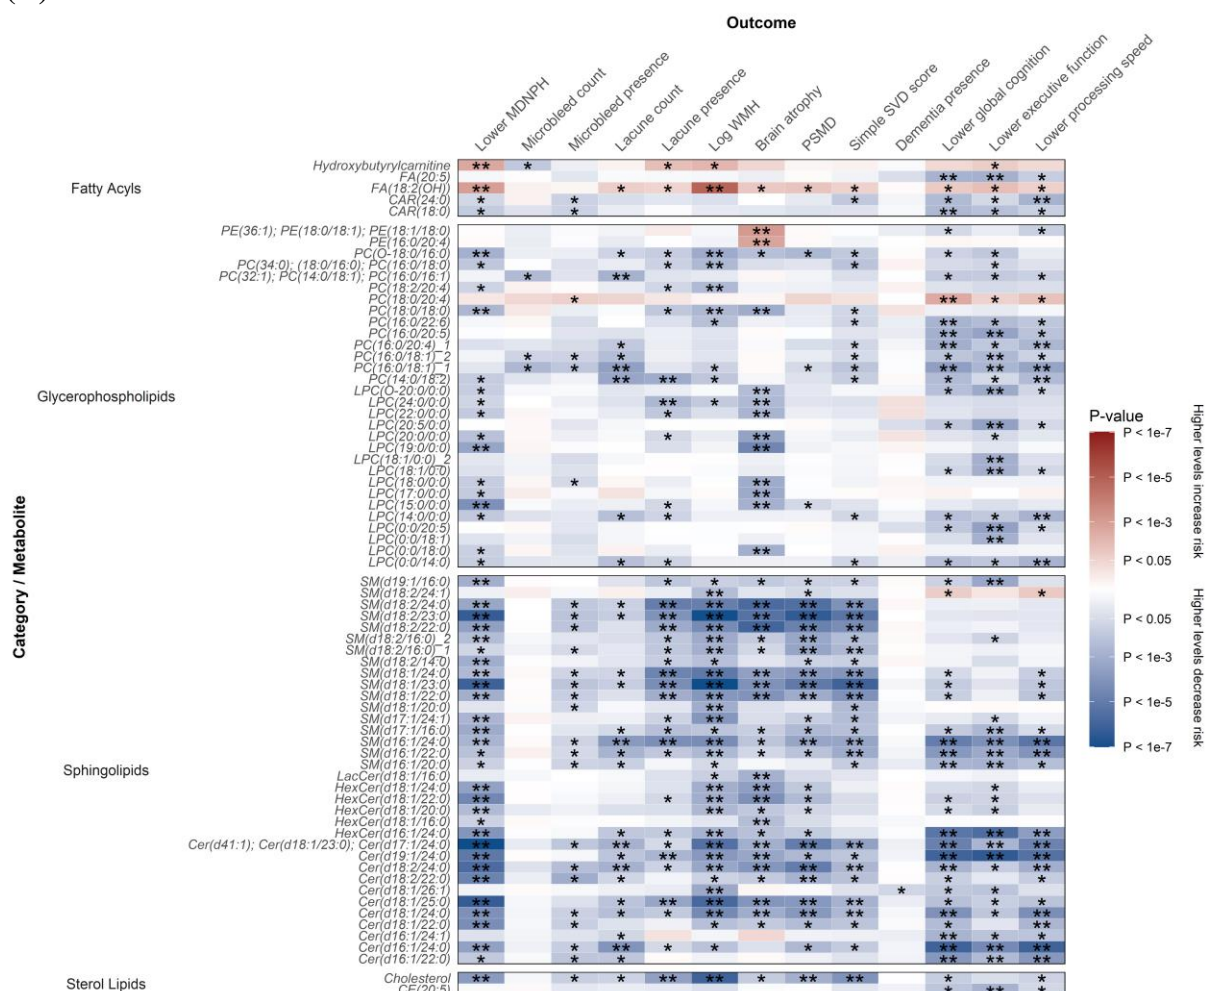 Outcome
Lower MDNPH
Microbleed count
Microbleed presence
Lacune count
Lacune presence
Log WMH
Brain atrophy
PSMD
Simple SVD score
Dementia presence
Lower global cognition
Lower executive function
Lower processing speed
Category / Metabolite
Fatty Acyls
Hydroxybutyrylcarnitine
FA(20:5)
FA(18:2(OH))
CAR(24:0)
CAR(18:0)
Glycerophospholipids
PE(36:1); PE(18:0/18:1); PE(18:1/18:0)
PE(16:0/20:4)
PC(O-18:0/16:0)
PC(34:0); (18:0/16:0); PC(16:0/18:0)
PC(32:1); PC(14:0/18:1); PC(16:0/16:1)
PC(18:2/20:4)
PC(18:0/20:4)
PC(18:0/18:0)
PC(16:0/22:6)
PC(16:0/20:5)
PC(16:0/20:4)_1
PC(16:0/18:1)_2
PC(16:0/18:1)_1
PC(14:0/18:2)
LPC(O-20:0/0:0)
LPC(24:0/0:0)
LPC(22:0/0:0)
LPC(20:5/0:0)
LPC(20:0/0:0)
LPC(19:0/0:0)
LPC(18:1/0:0)_2
LPC(18:1/0:0)
LPC(18:0/0:0)
LPC(17:0/0:0)
LPC(15:0/0:0)
LPC(14:0/0:0)
LPC(0:0/20:5)
LPC(0:0/18:1)
LPC(0:0/18:0)
LPC(0:0/14:0)
Sphingolipids
SM(d19:1/16:0)
SM(d18:2/24:1)
SM(d18:2/24:0)
SM(d18:2/23:0)
SM(d18:2/22:0)
SM(d18:2/16:0)_2
SM(d18:2/16:0)_1
SM(d18:2/14:0)
SM(d18:1/24:0)
SM(d18:1/23:0)
SM(d18:1/22:0)
SM(d18:1/20:0)
SM(d17:1/24:1)
SM(d17:1/16:0)
SM(d16:1/24:0)
SM(d16:1/22:0)
SM(d16:1/20:0)
LacCer(d18:1/16:0)
HexCer(d18:1/24:0)
HexCer(d18:1/22:0)
HexCer(d18:1/20:0)
HexCer(d18:1/16:0)
HexCer(d16:1/24:0)
Cer(d41:1); Cer(d18:1/23:0); Cer(d17:1/24:0)
Cer(d19:1/24:0)
Cer(d18:2/24:0)
Cer(d18:2/22:0)
Cer(d18:1/26:1)
Cer(d18:1/25:0)
Cer(d18:1/24:0)
Cer(d18:1/22:0)
Cer(d16:1/24:1)
Cer(d16:1/24:0)
Cer(d16:1/22:0)
Sterol Lipids
Cholesterol
CE(20:5)
P-value
P < 1e-7
P < 1e-5
P < 1e-3
P < 0.05
P < 0.05
P < 1e-3
P < 1e-5
P < 1e-7
Higher levels increase risk
Higher levels decrease risk